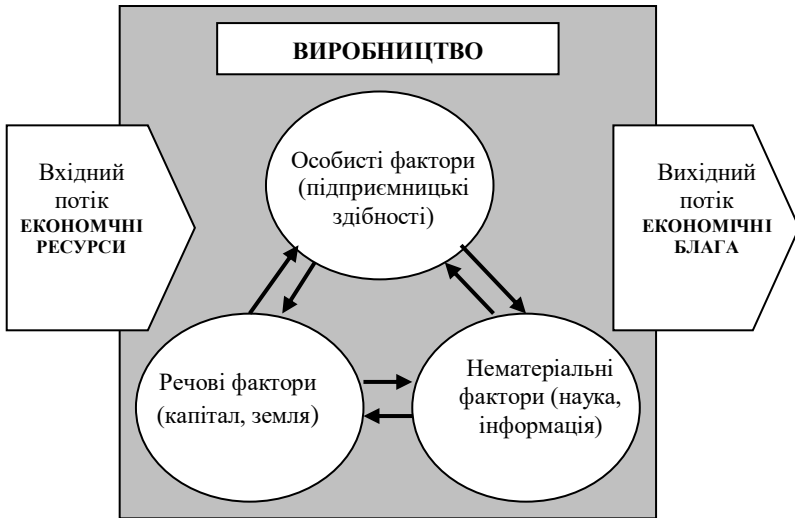 ВИРОБНИЦТВО
Вхідний
потік
ЕКОНОМЧНІ
РЕСУРСИ
Особисті фактори
(підприємницькі
здібності)
Вихідний
потік
ЕКОНОМІЧНІ
БЛАГА
Речові фактори
(капітал, земля)
Нематеріальні
фактори (наука,
інформація)